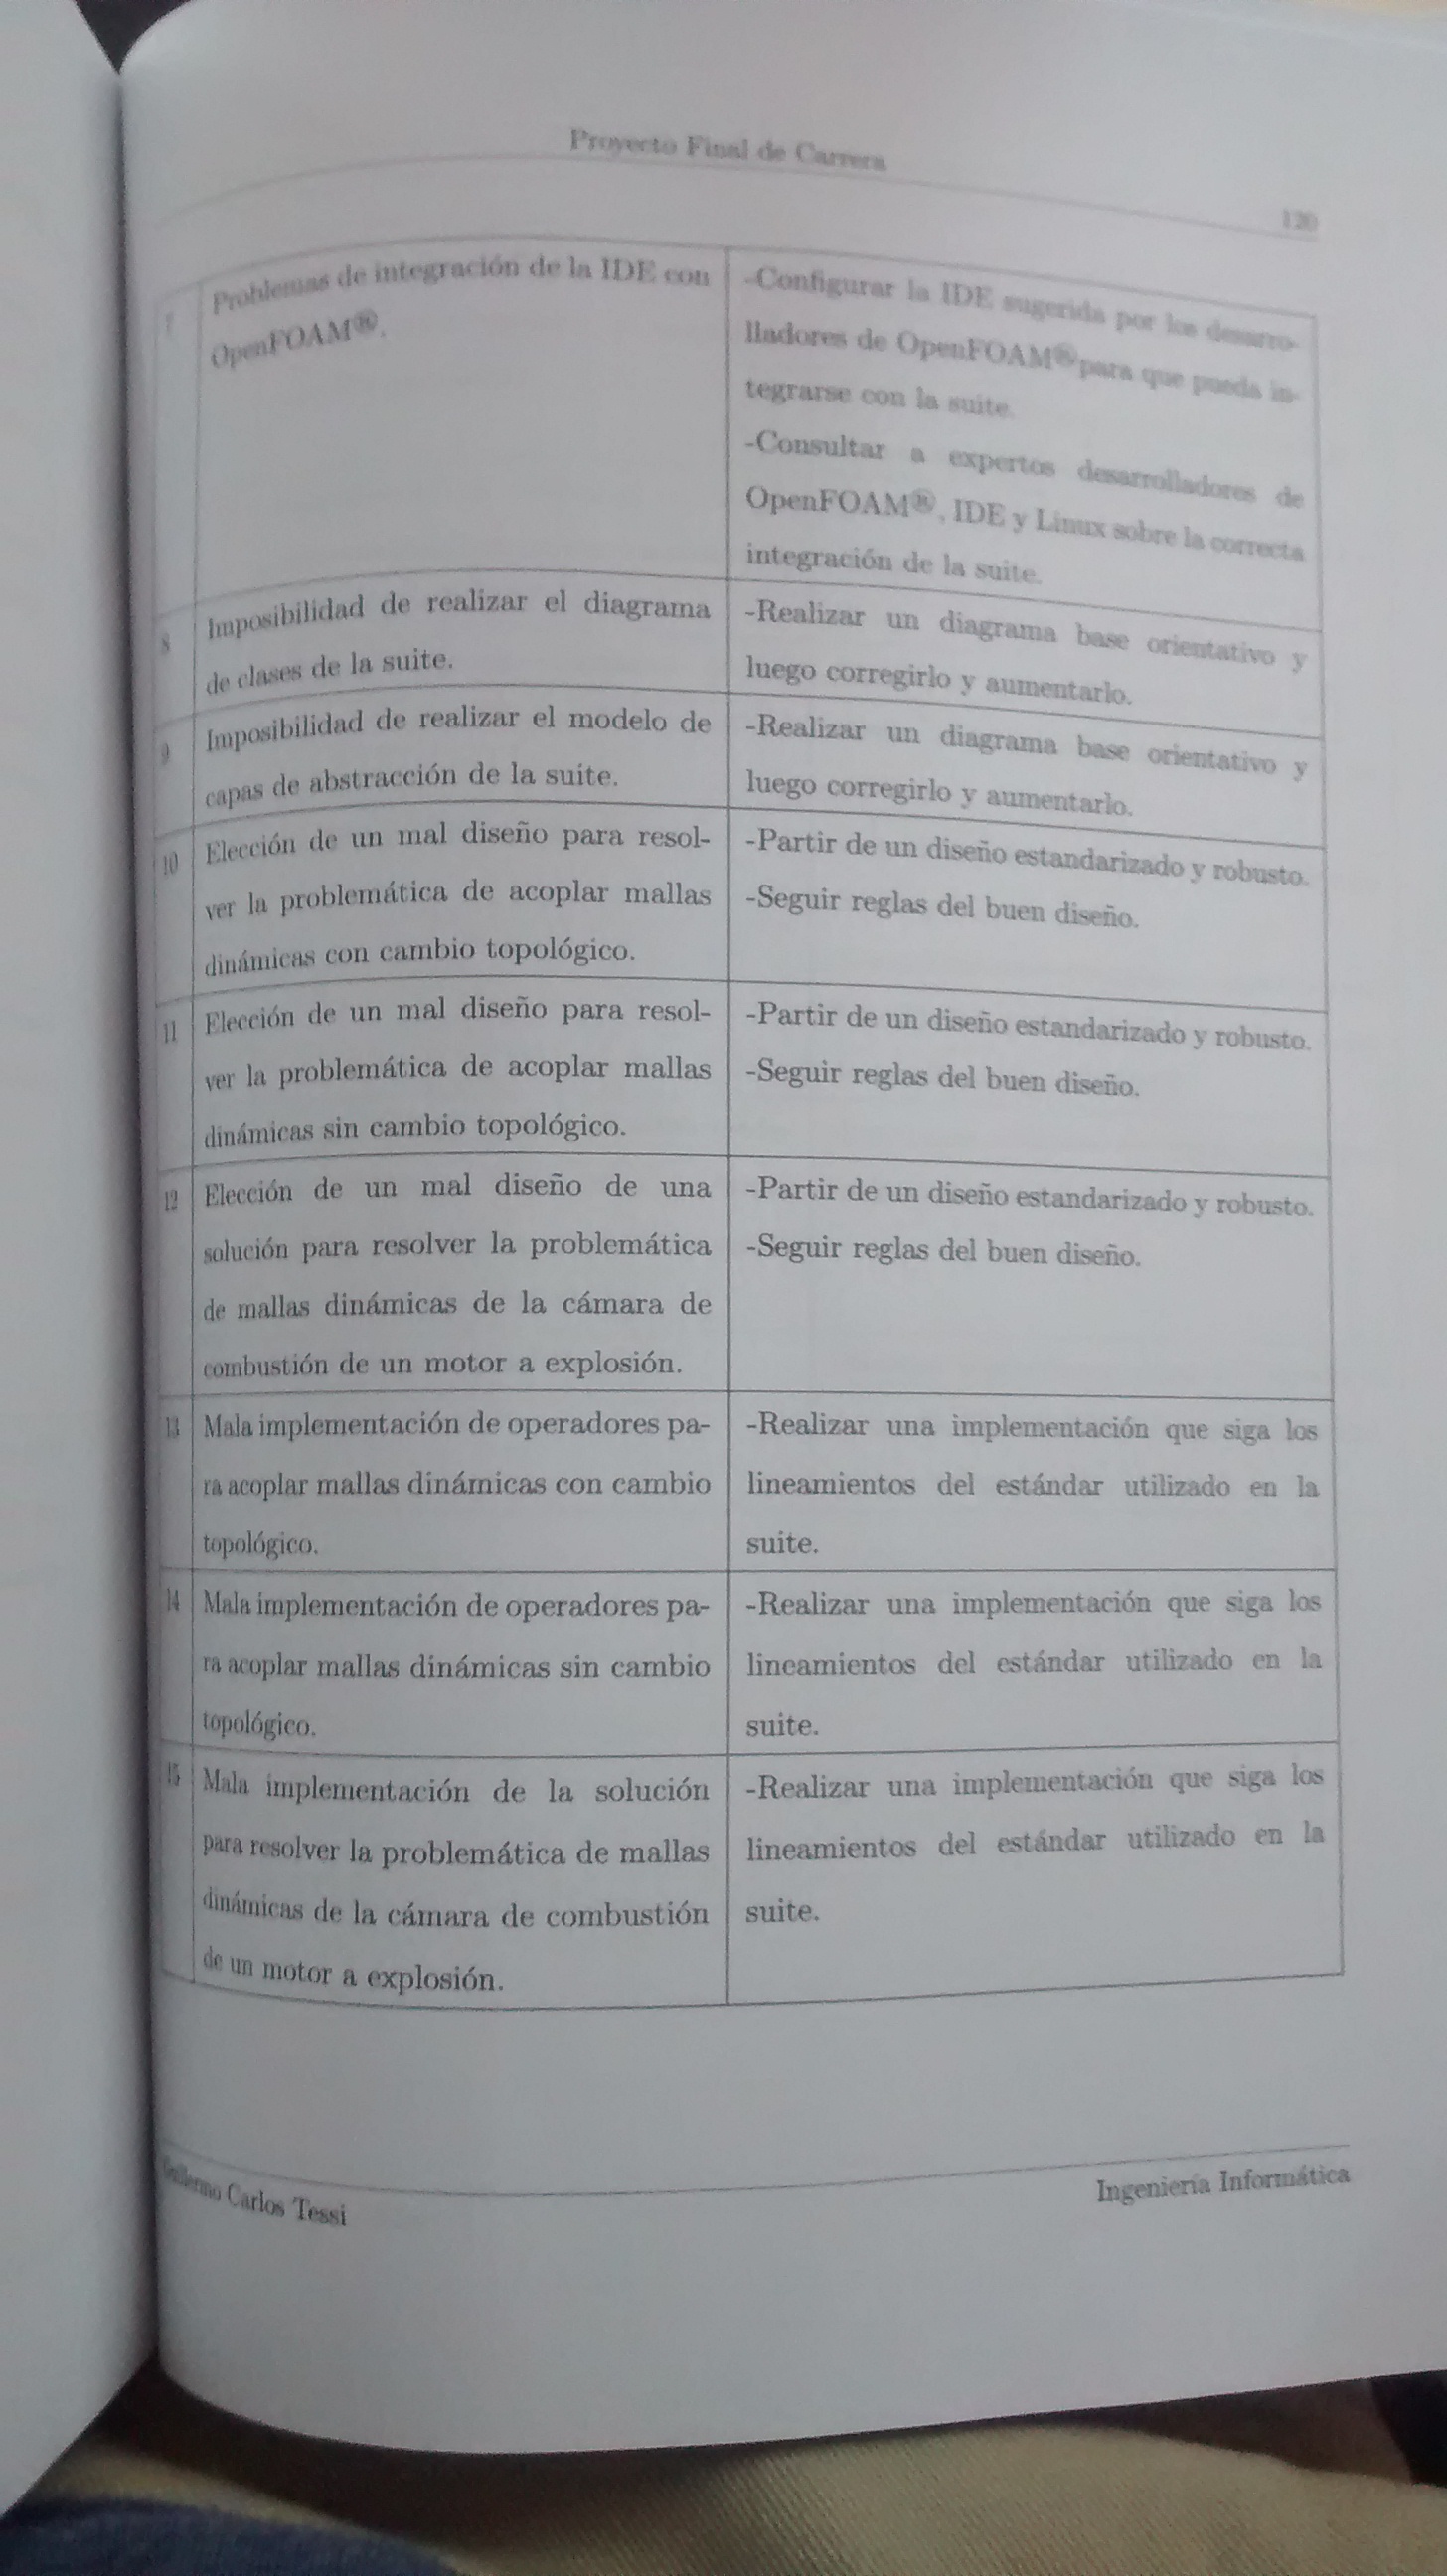 Proyecto Final de Carrera
120
7
Problemas de integración de la IDE con
OpenFOAM®.
-Configurar la IDE sugerida por los desarro-
lladores de OpenFOAM® para que pueda in-
tegrarse con la suite.
-Consultar a expertos desarrolladores de
OpenFOAM®, IDE y Linux sobre la correcta
integración de la suite.
8
Imposibilidad de realizar el diagrama
de clases de la suite.
-Realizar un diagrama base orientativo y
luego corregirlo y aumentarlo.
9
Imposibilidad de realizar el modelo de
capas de abstracción de la suite.
-Realizar un diagrama base orientativo y
luego corregirlo y aumentarlo.
10
Elección de un mal diseño para resol-
ver la problemática de acoplar mallas
dinámicas con cambio topológico.
-Partir de un diseño estandarizado y robusto.
-Seguir reglas del buen diseño.
11
Elección de un mal diseño para resol-
ver la problemática de acoplar mallas
dinámicas sin cambio topológico.
-Partir de un diseño estandarizado y robusto.
-Seguir reglas del buen diseño.
12
Elección de un mal diseño de una
solución para resolver la problemática
de mallas dinámicas de la cámara de
combustión de un motor a explosión.
-Partir de un diseño estandarizado y robusto.
-Seguir reglas del buen diseño.
13
Mala implementación de operadores pa-
ra acoplar mallas dinámicas con cambio
topológico.
-Realizar una implementación que siga los
lineamientos del estándar utilizado en la
suite.
14
Mala implementación de operadores pa-
ra acoplar mallas dinámicas sin cambio
topológico.
-Realizar una implementación que siga los
lineamientos del estándar utilizado en la
suite.
15
Mala implementación de la solución
para resolver la problemática de mallas
dinámicas de la cámara de combustión
de un motor a explosión.
-Realizar una implementación que siga los
lineamientos del estándar utilizado en la
suite.
Guillermo Carlos Tessi
Ingeniería Informática